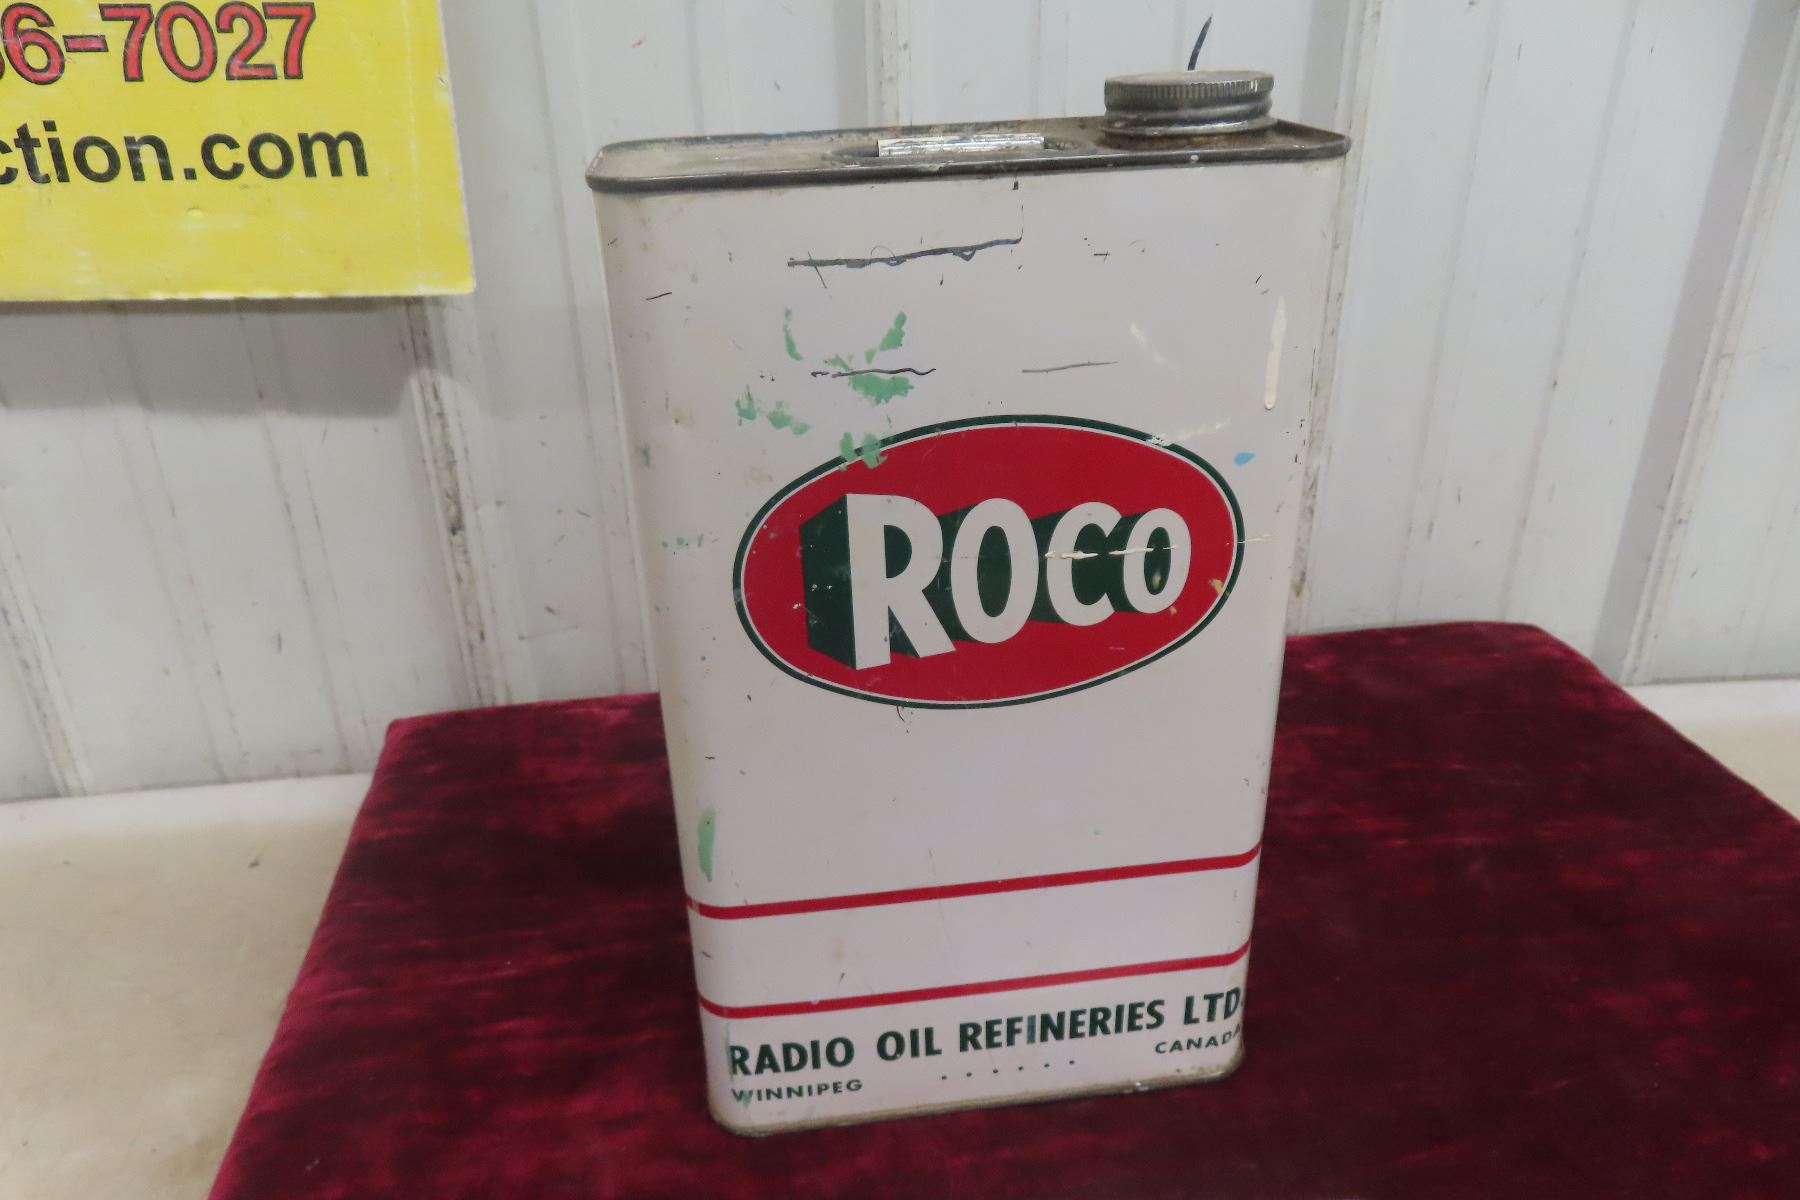 6-7027
ction.com
ROCO
RADIO OIL REFINERIES LTD.
WINNIPEG ...... CANADA